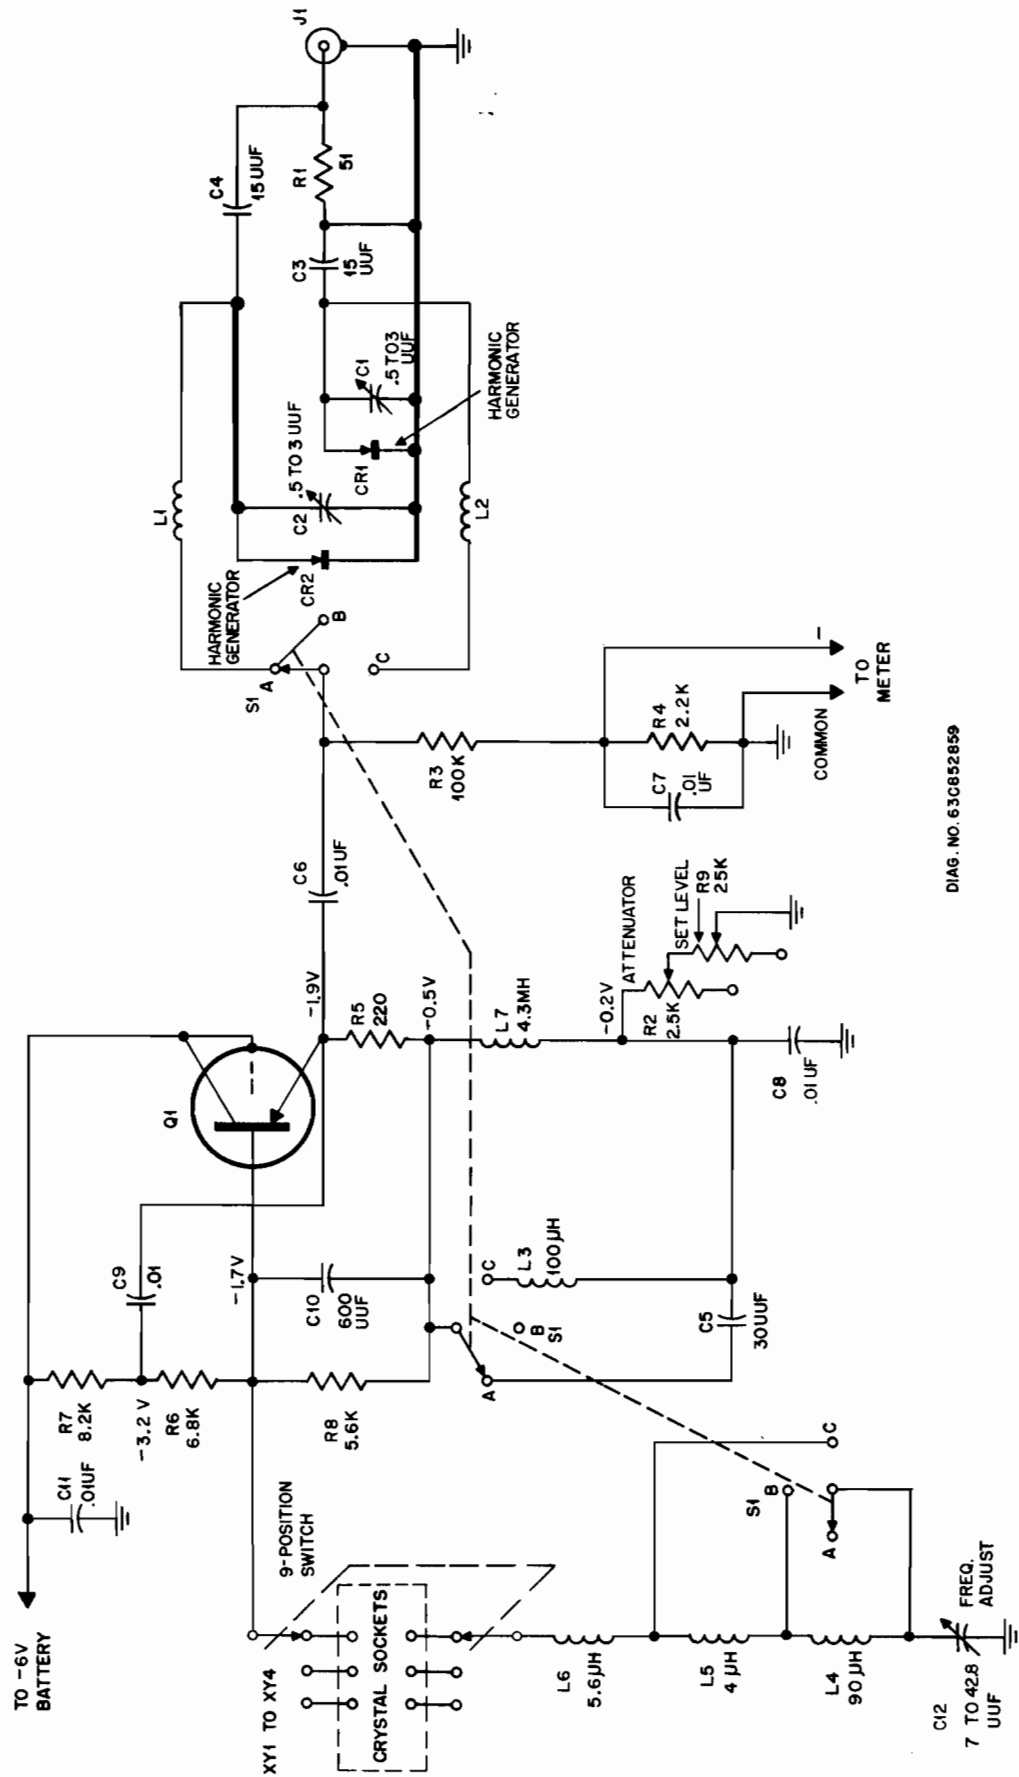 TO -6V
BATTERY
C11
.01UF
R7
8.2K
-3.2 V
R6
6.8K
C9
.01
Q1
-1.7V
C10
600
UUF
R8
5.6K
-1.9V
R5
220
-0.5V
C6
.01UF
L7
4.3MH
-0.2V
ATTENUATOR
R2
2.5K
SET LEVEL
R9
25K
C8
.01 UF
L3
100µH
C5
30UUF
A
B
C
S1
9-POSITION
SWITCH
XY1 TO XY4
CRYSTAL SOCKETS
L6
5.6µH
L5
4 µH
L4
90µH
C12
7 TO 42.8
UUF
FREQ.
ADJUST
S1
A
B
C
S1
A
B
C
R3
100K
R4
2.2K
C7
.01
UF
COMMON
-
TO
METER
HARMONIC
GENERATOR
CR2
C2
.5 TO 3 UUF
L1
L2
CR1
C1
.5 TO3
UUF
HARMONIC
GENERATOR
C3
15
UUF
C4
15 UUF
R1
51
J1
DIAG. NO. 63C852859